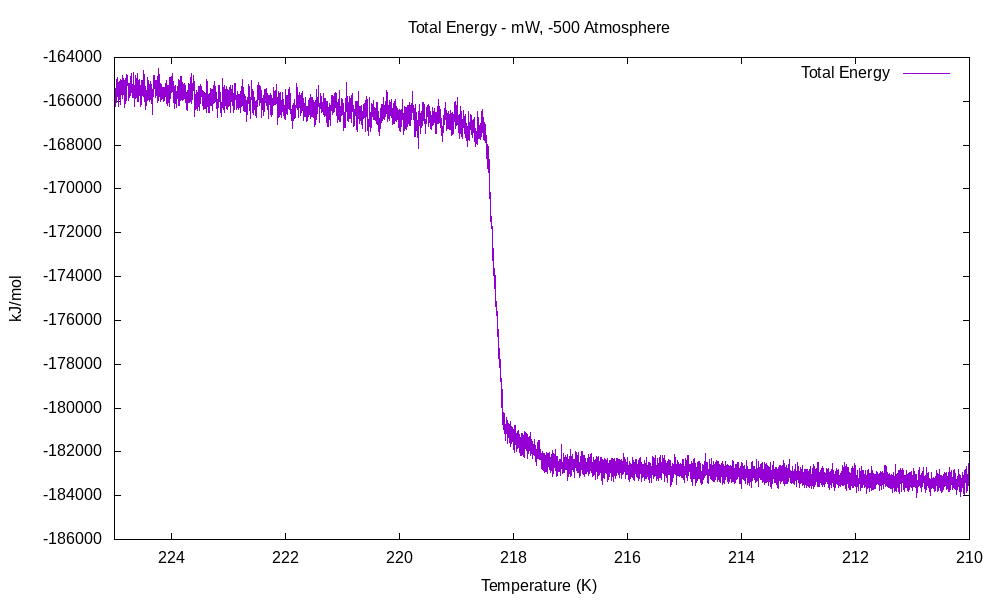 Total Energy - mW, -500 Atmosphere
Total Energy
-164000
-166000
-168000
-170000
-172000
-174000
-176000
-178000
-180000
-182000
-184000
-186000
kJ/mol
224 222 220 218 216 214 212 210
Temperature (K)